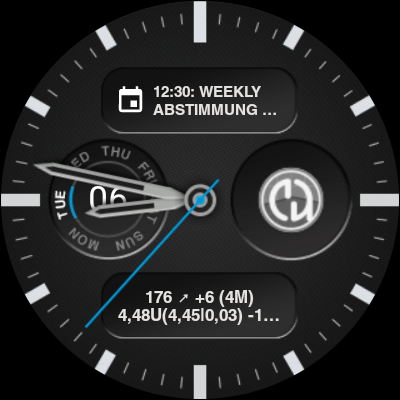 12:30: WEEKLY
ABSTIMMUNG ...
THU
FRI
TUE
06
MON
SUN
176 ↗ +6 (4M)
4,48U(4,45|0,03) -1...